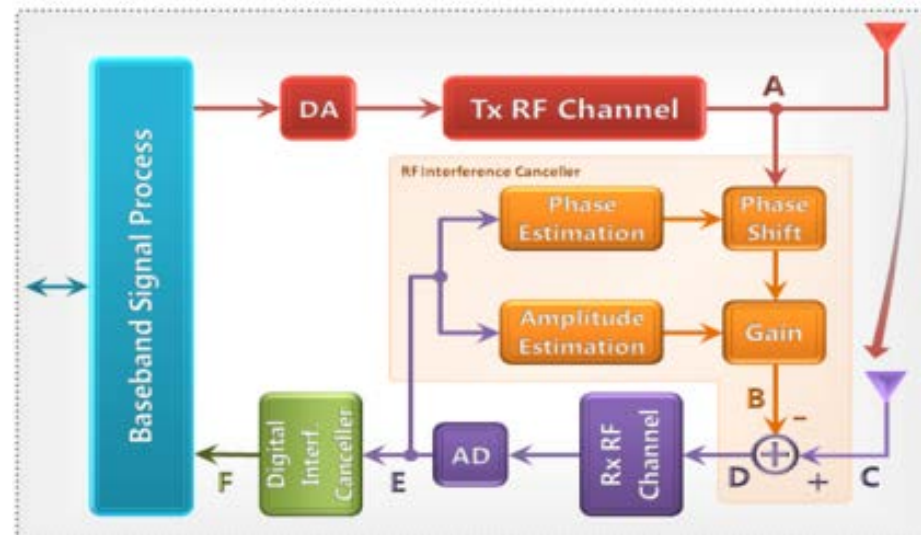 A
DA
Tx RF Channel
RF Interference Canceller
Baseband Signal Process
Phase
Estimation
Phase
Shift
Amplitude
Estimation
Gain
B
-
Digital
Interf.
Canceller
AD
Rx RF
Channel
F
E
D
+
C